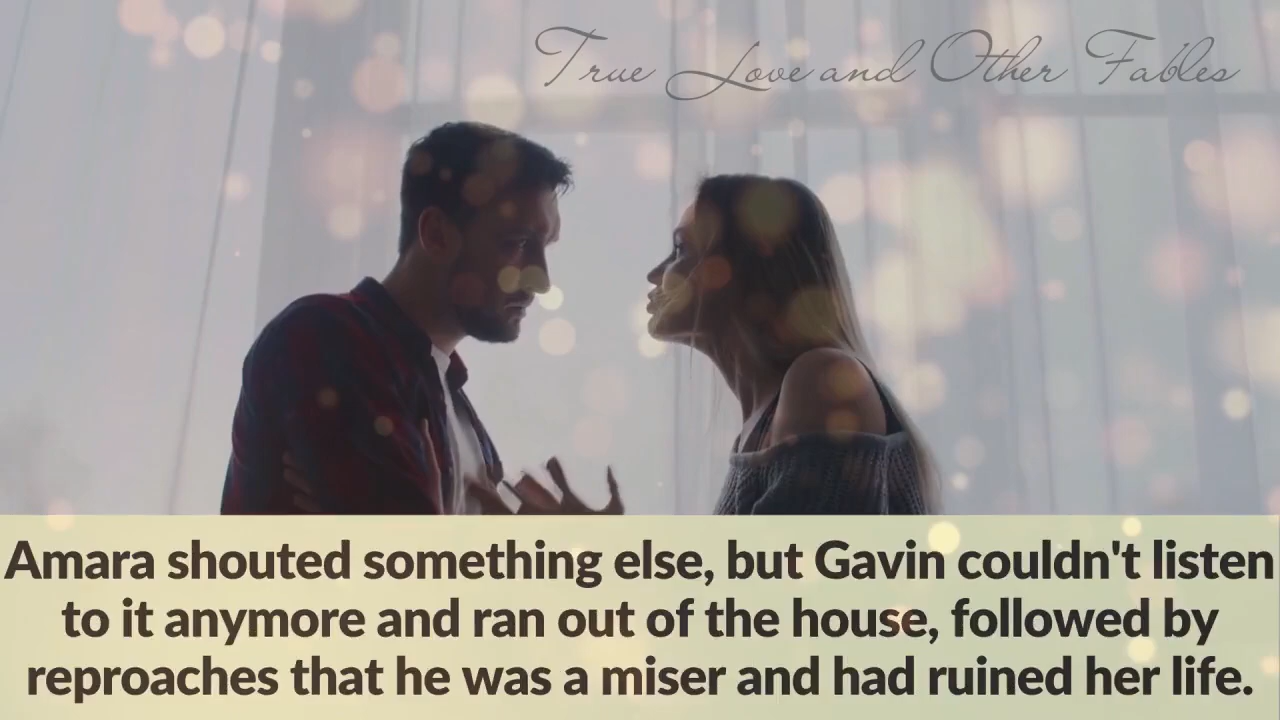 True Love and Other Fables
Amara shouted something else, but Gavin couldn't listen
to it anymore and ran out of the house, followed by
reproaches that he was a miser and had ruined her life.